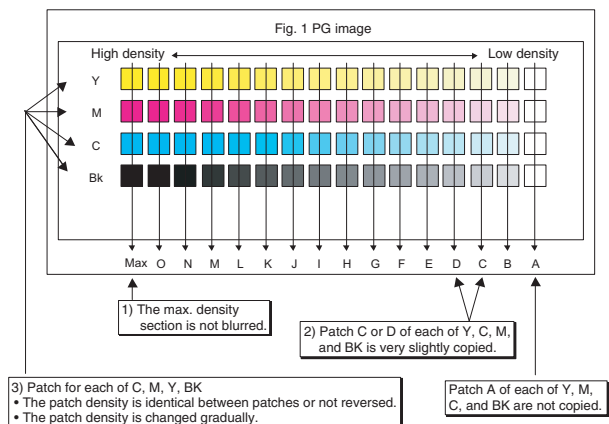 Fig. 1 PG image
High density
Low density
Y
M
C
Bk
Max O N M L K J I H G F E D C B A
1) The max. density
section is not blurred.
2) Patch C or D of each of Y, C, M,
and BK is very slightly copied.
3) Patch for each of C, M, Y, BK
• The patch density is identical between patches or not reversed.
• The patch density is changed gradually.
Patch A of each of Y, M,
C, and BK are not copied.